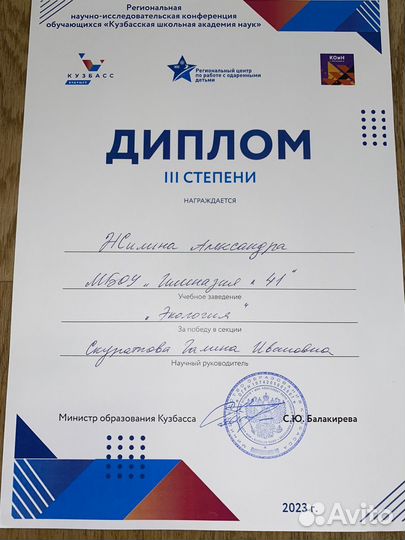 Региональная
научно-исследовательская конференция
обучающихся «Кузбасская школьная академия наук»
КУЗБАСС
Региональный центр
по работе с одаренными
детьми
КОиН
ДИПЛОМ
III СТЕПЕНИ
НАГРАЖДАЕТСЯ
Жилина Александра
МБОУ „Гимназия № 41"
Учебное заведение
„Экология"
За победу в секции
Скуратова Галина Ивановна
Научный руководитель
Министр образования Кузбасса
С.Ю. Балакирева
2023 г.
Avito